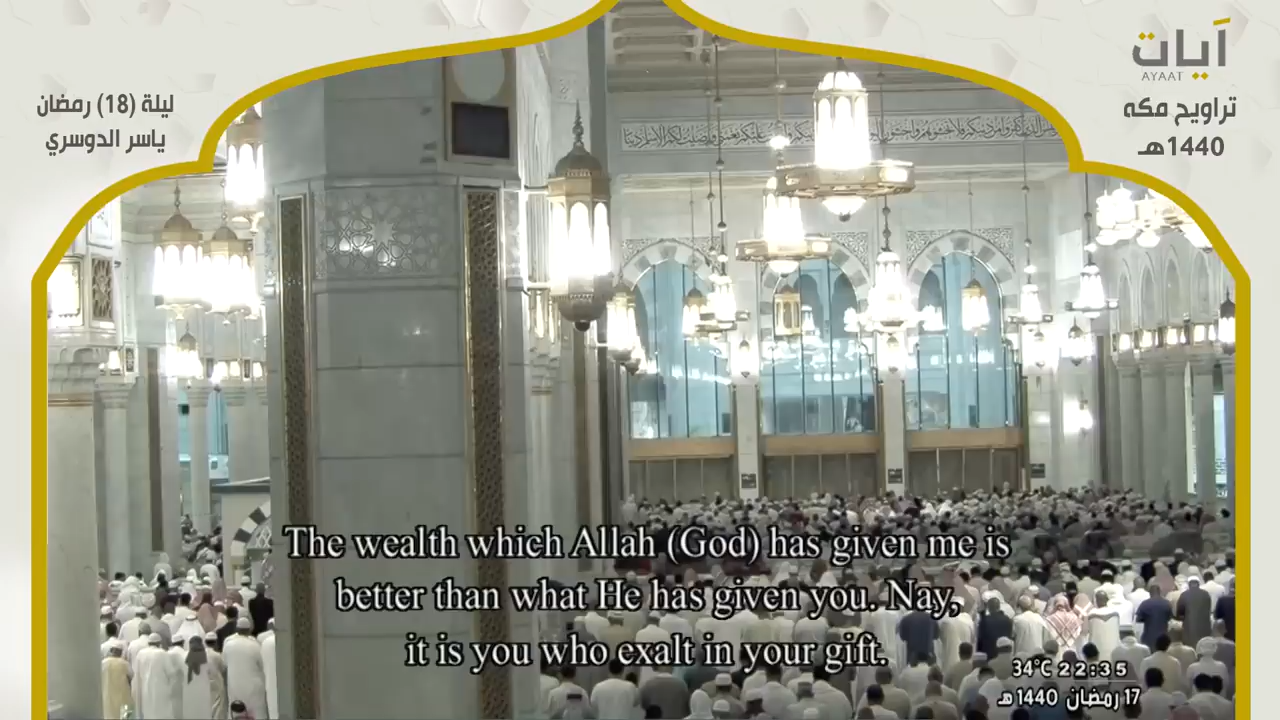 آيات
AYAAT
تراويح مكه
1440هـ
ليلة (18) رمضان
ياسر الدوسري
The wealth which Allah (God) has given me is
better than what He has given you. Nay,
it is you who exalt in your gift.
34°C 22:35
17 رمضان 1440هـ